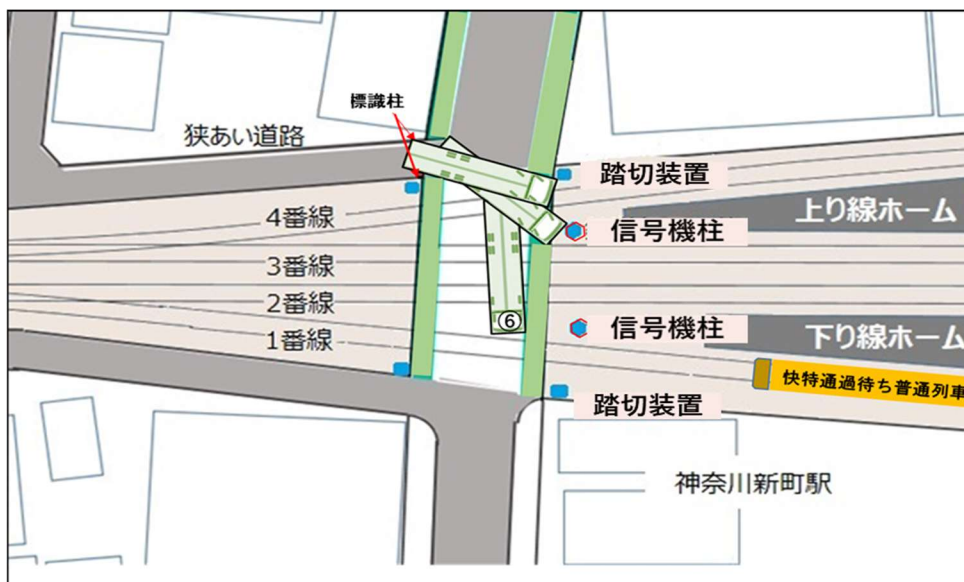 標識柱
狭あい道路
踏切装置
4番線
上り線ホーム
信号機柱
3番線
2番線
⑥
信号機柱
1番線
下り線ホーム
快特通過待ち普通列車
踏切装置
神奈川新町駅